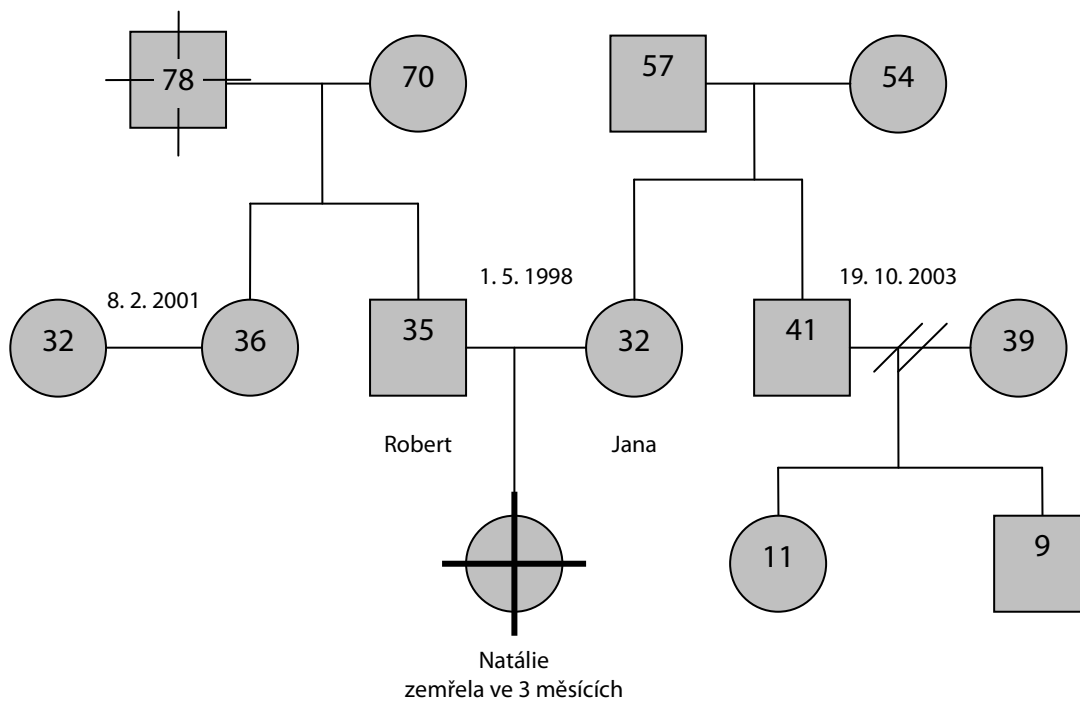 78
70
57
54
8. 2. 2001
1. 5. 1998
19. 10. 2003
32
36
35
32
41
39
Robert
Jana
11
9
Natálie
zemřela ve 3 měsících